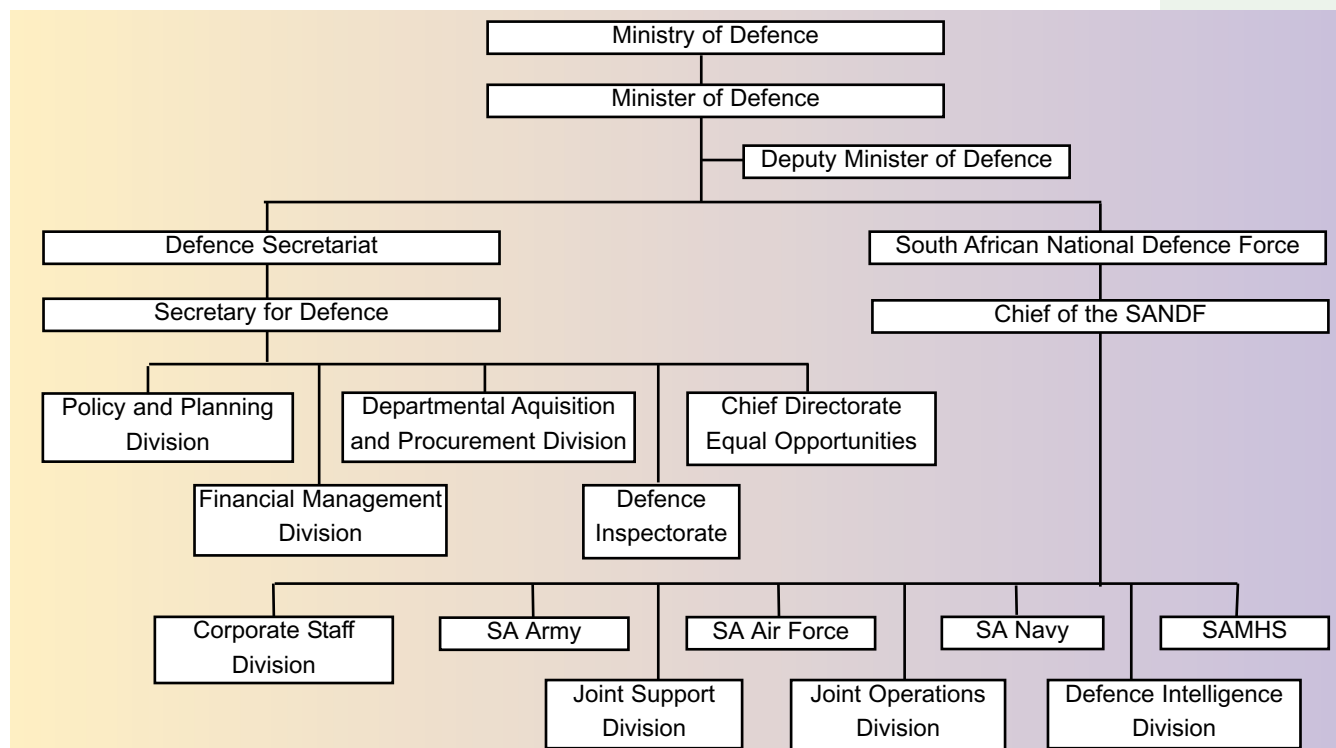 Ministry of Defence
Minister of Defence
Deputy Minister of Defence
Defence Secretariat
South African National Defence Force
Secretary for Defence
Chief of the SANDF
Policy and Planning
Division
Departmental Aquisition
and Procurement Division
Chief Directorate
Equal Opportunities
Financial Management
Division
Defence
Inspectorate
Corporate Staff
Division
SA Army
SA Air Force
SA Navy
SAMHS
Joint Support
Division
Joint Operations
Division
Defence Intelligence
Division